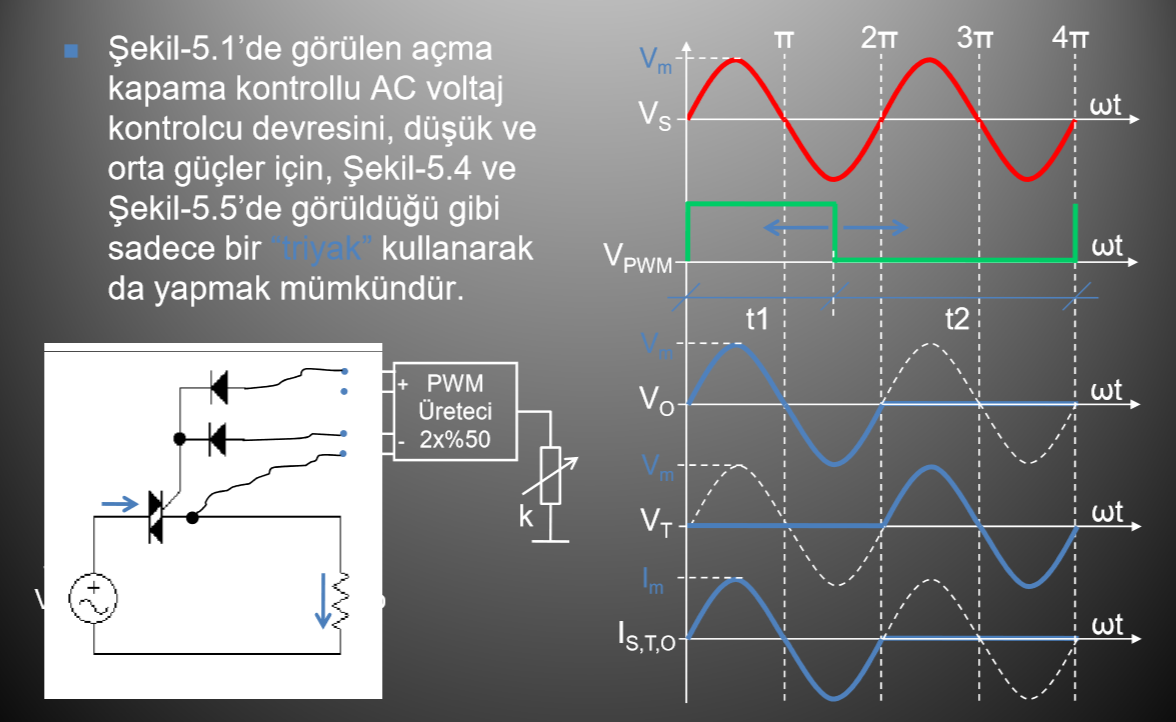 Şekil-5.1’de görülen açma
kapama kontrollu AC voltaj
kontrolcu devresini, düşük ve
orta güçler için, Şekil-5.4 ve
Şekil-5.5’de görüldüğü gibi
sadece bir “triyak” kullanarak
da yapmak mümkündür.
+ PWM
Üreteci
- 2x%50
k
+
π 2π 3π 4π
Vm
VS
ωt
VPWM
ωt
t1 t2
Vm
VO
ωt
Vm
VT
ωt
Im
IS,T,O
ωt